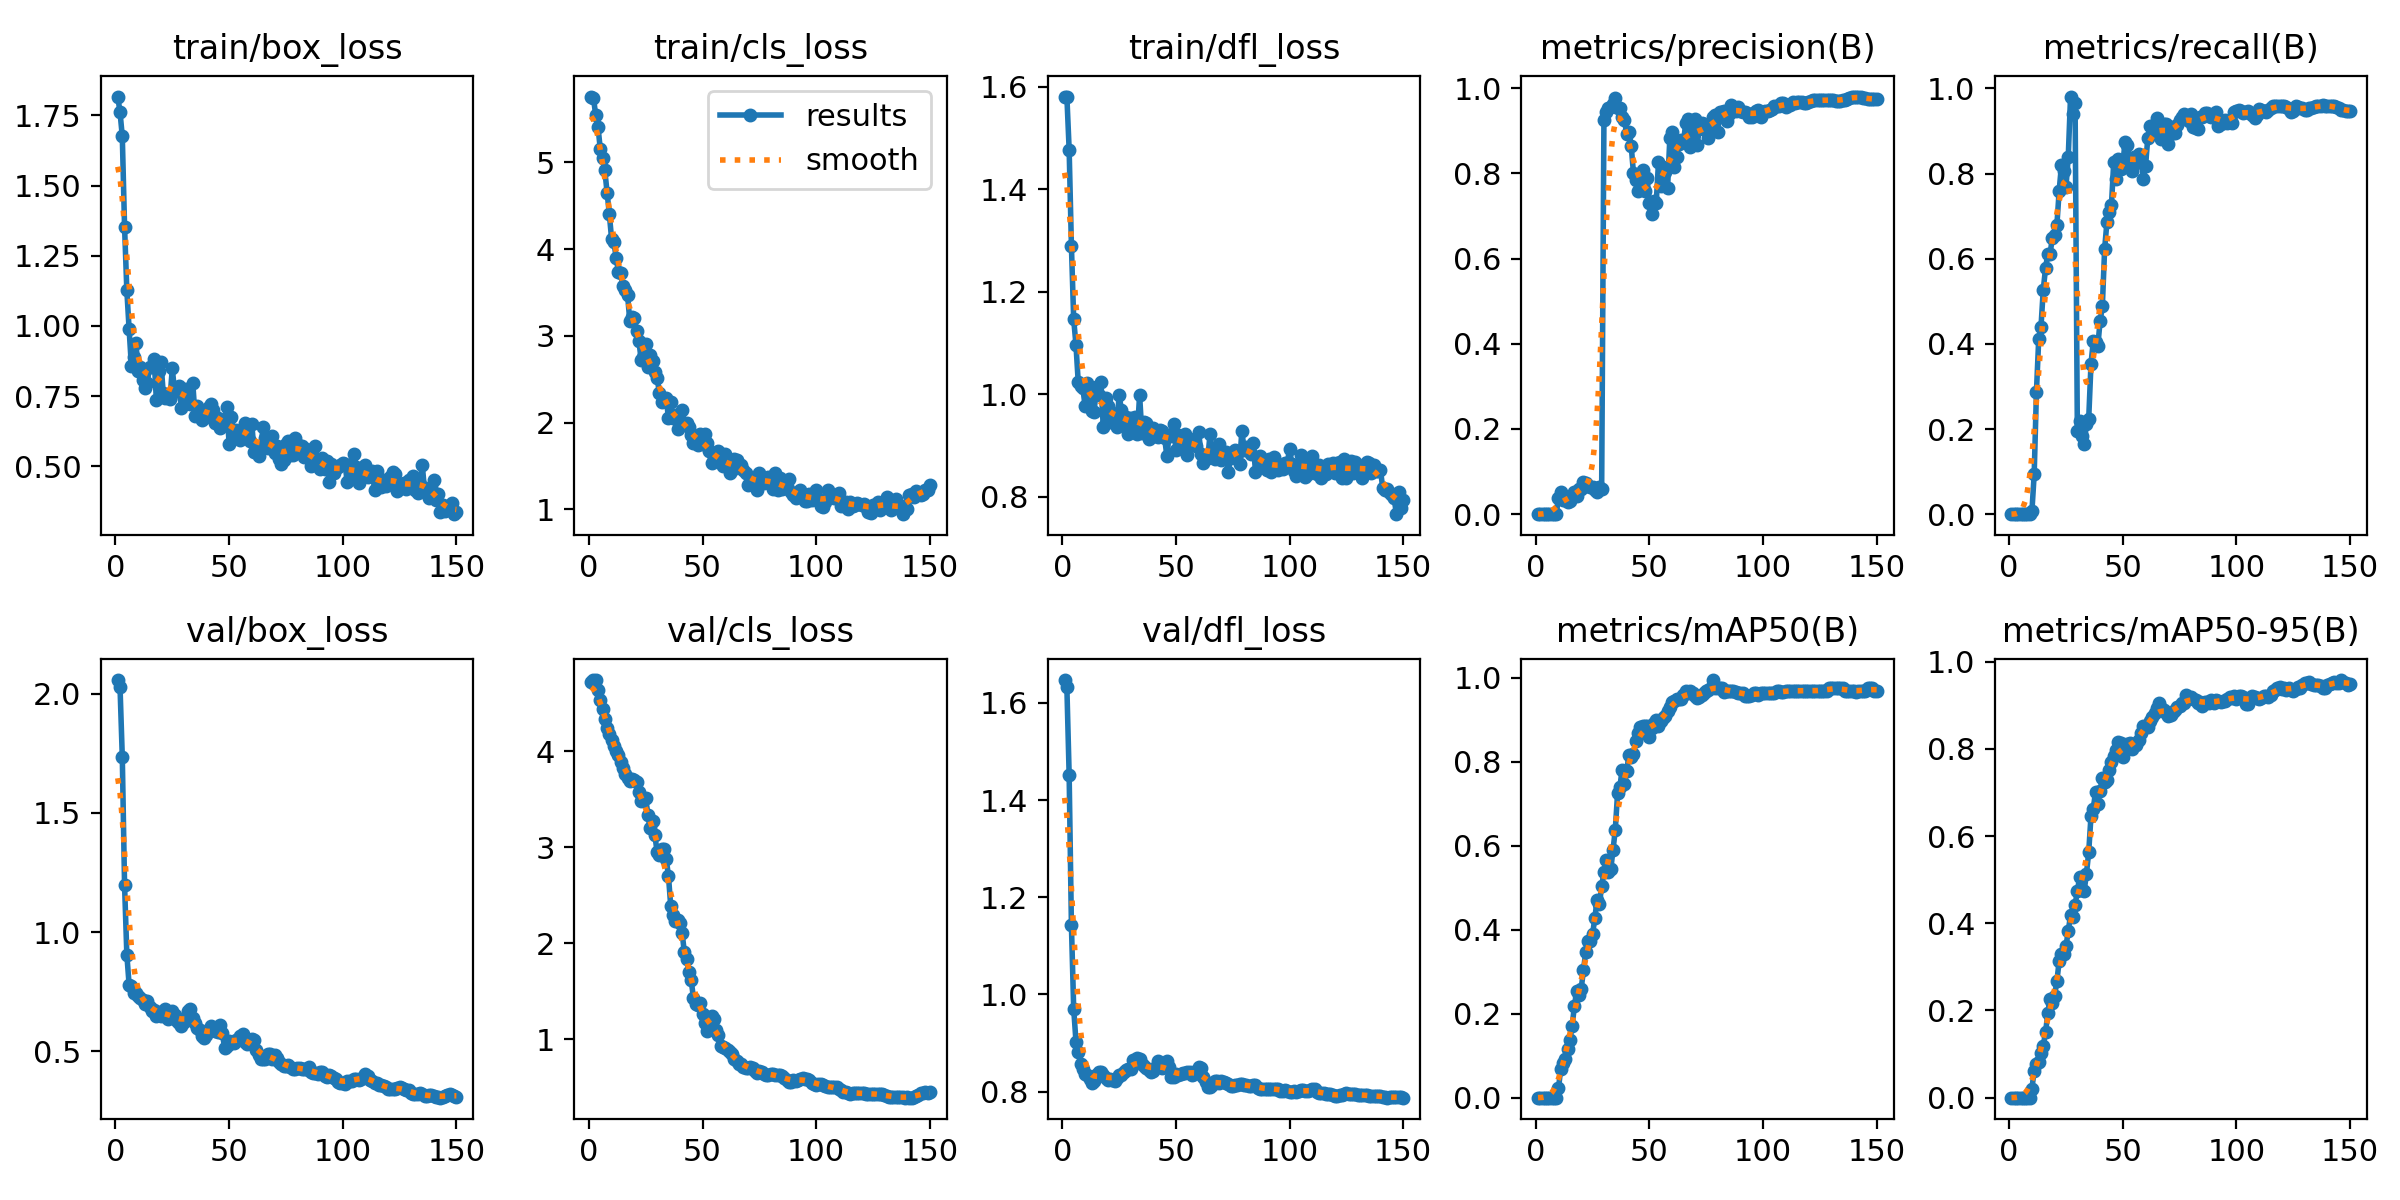 train/box_loss
1.75
1.50
1.25
1.00
0.75
0.50
0 50 100 150
train/cls_loss
results
smooth
5
4
3
2
1
0 50 100 150
train/dfl_loss
1.6
1.4
1.2
1.0
0.8
0 50 100 150
metrics/precision(B)
1.0
0.8
0.6
0.4
0.2
0.0
0 50 100 150
metrics/recall(B)
1.0
0.8
0.6
0.4
0.2
0.0
0 50 100 150
val/box_loss
2.0
1.5
1.0
0.5
0 50 100 150
val/cls_loss
4
3
2
1
0 50 100 150
val/dfl_loss
1.6
1.4
1.2
1.0
0.8
0 50 100 150
metrics/mAP50(B)
1.0
0.8
0.6
0.4
0.2
0.0
0 50 100 150
metrics/mAP50-95(B)
1.0
0.8
0.6
0.4
0.2
0.0
0 50 100 150